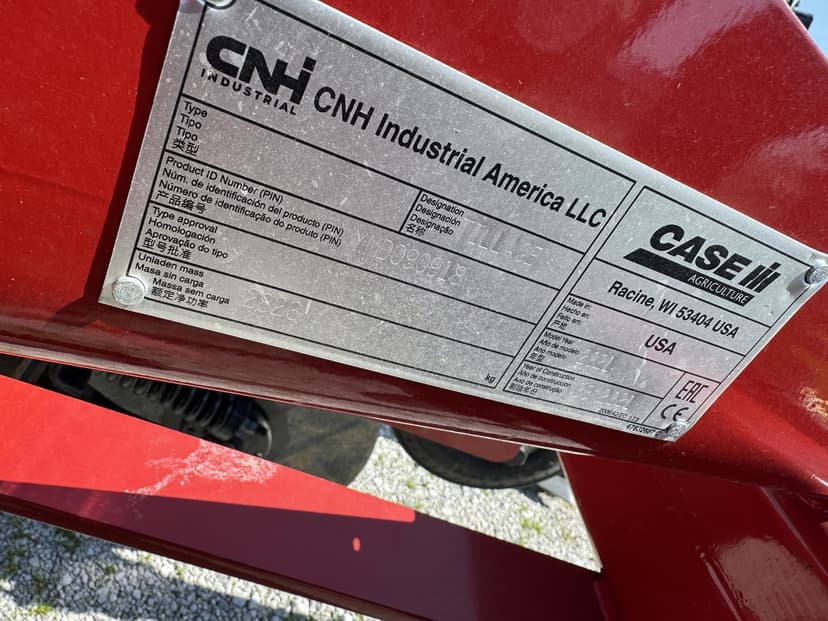 CNH
INDUSTRIAL
CNH Industrial America LLC
Type
Tipo
Tipo
类型
Designation
Designación
Designação
名称
Product ID Number (PIN)
Núm. de identificación del producto (PIN)
Número de identificação do produto (PIN)
产品编号
Type approval
Homologación
Aprovação do tipo
型号批准
Unladen mass
Masa sin carga
Massa sem carga
额定净功率
kg
CASE IH
AGRICULTURE
Racine, WI 53404 USA
Made in:
Hecho en:
Feito em:
产地
USA
Model Year
Año de modelo
Ano modelo
年型
Year of Construction
Año de construcción
Ano de construção
制造年日
EAC
CE